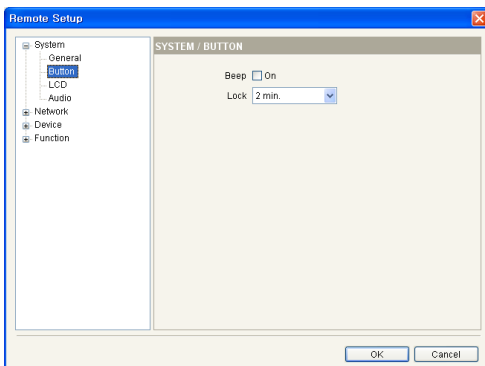 Remote Setup
System
General
Button
LCD
Audio
Network
Device
Function
SYSTEM / BUTTON
Beep On
Lock 2 min.
OK Cancel